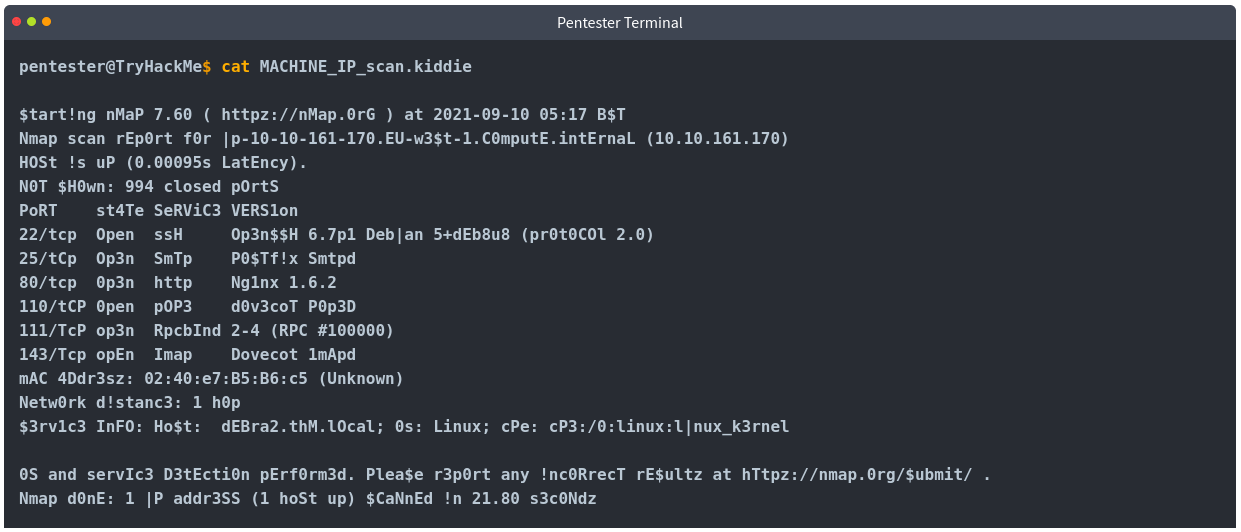 Pentester Terminal
pentester@TryHackMe$ cat MACHINE_IP_scan.kiddie
$tart!ng nMaP 7.60 ( httpz://nMap.0rG ) at 2021-09-10 05:17 B$T
Nmap scan rEp0rt f0r |p-10-10-161-170.EU-w3$t-1.C0mputE.intErnaL (10.10.161.170)
HOSt !s uP (0.00095s LatEncy).
N0T $H0wn: 994 closed pOrtS
PoRT    st4Te SeRViC3 VERS1on
22/tcp  Open  ssH     Op3n$$H 6.7p1 Deb|an 5+dEb8u8 (pr0t0COl 2.0)
25/tCp  Op3n  SmTp    P0$Tf!x Smtpd
80/tcp  0p3n  http    Ng1nx 1.6.2
110/tCP 0pen  pOP3    d0v3coT P0p3D
111/TcP op3n  RpcbInd 2-4 (RPC #100000)
143/Tcp opEn  Imap    Dovecot 1mApd
mAC 4Ddr3sz: 02:40:e7:B5:B6:c5 (Unknown)
Netw0rk d!stanc3: 1 h0p
$3rv1c3 InFO: Ho$t:  dEBra2.thM.lOcal; 0s: Linux; cPe: cP3:/0:linux:l|nux_k3rnel
0S and servIc3 D3tEcti0n pErf0rm3d. Plea$e r3p0rt any !nc0RrecT rE$ultz at hTtpz://nmap.0rg/$ubmit/ .
Nmap d0nE: 1 |P addr3SS (1 hoSt up) $CaNnEd !n 21.80 s3c0Ndz